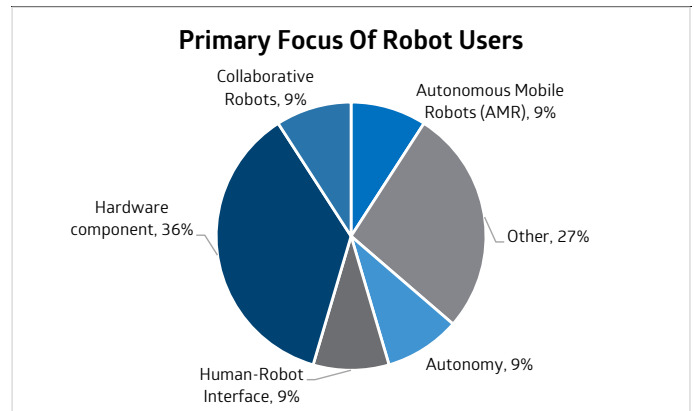 Primary Focus Of Robot Users
Collaborative
Robots, 9%
Autonomous Mobile
Robots (AMR), 9%
Hardware
component, 36%
Other, 27%
Autonomy, 9%
Human-Robot
Interface, 9%